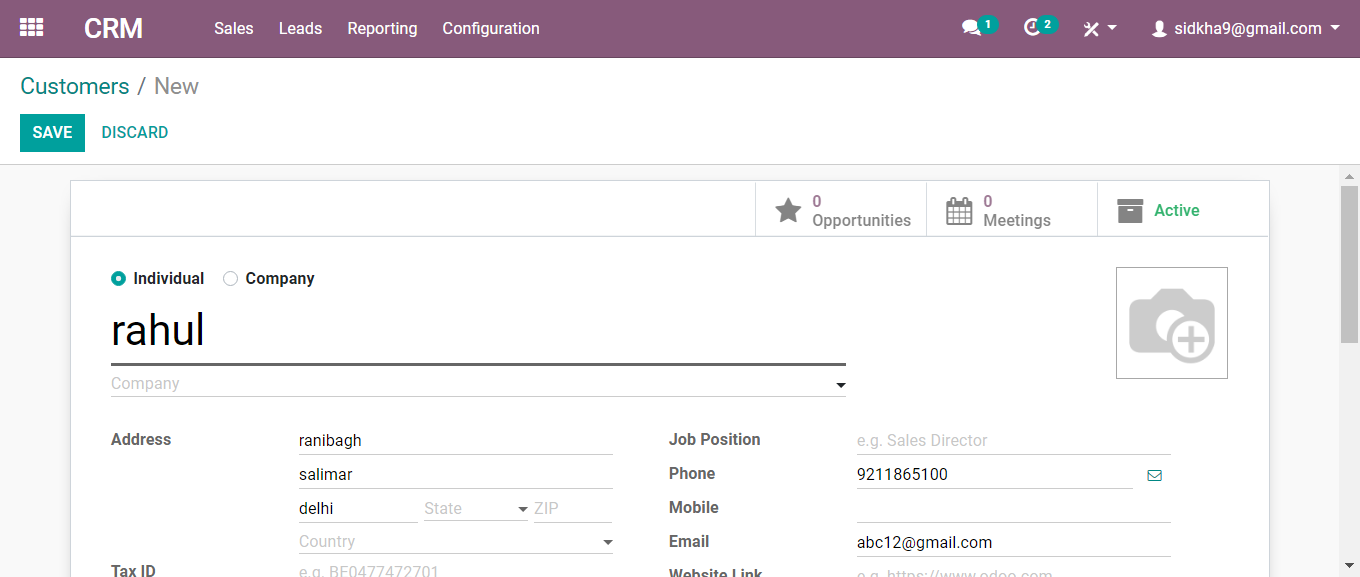 CRM Sales Leads Reporting Configuration 1 2 sidkha9@gmail.com
Customers / New
SAVE DISCARD
0 Opportunities 0 Meetings Active
Individual Company
rahul
Company
Address ranibagh Job Position e.g. Sales Director
salimar Phone 9211865100
delhi State ZIP Mobile
Country Email abc12@gmail.com
Tax ID e.g. BE0477472701 Website Link e.g. https://www.odoo.com